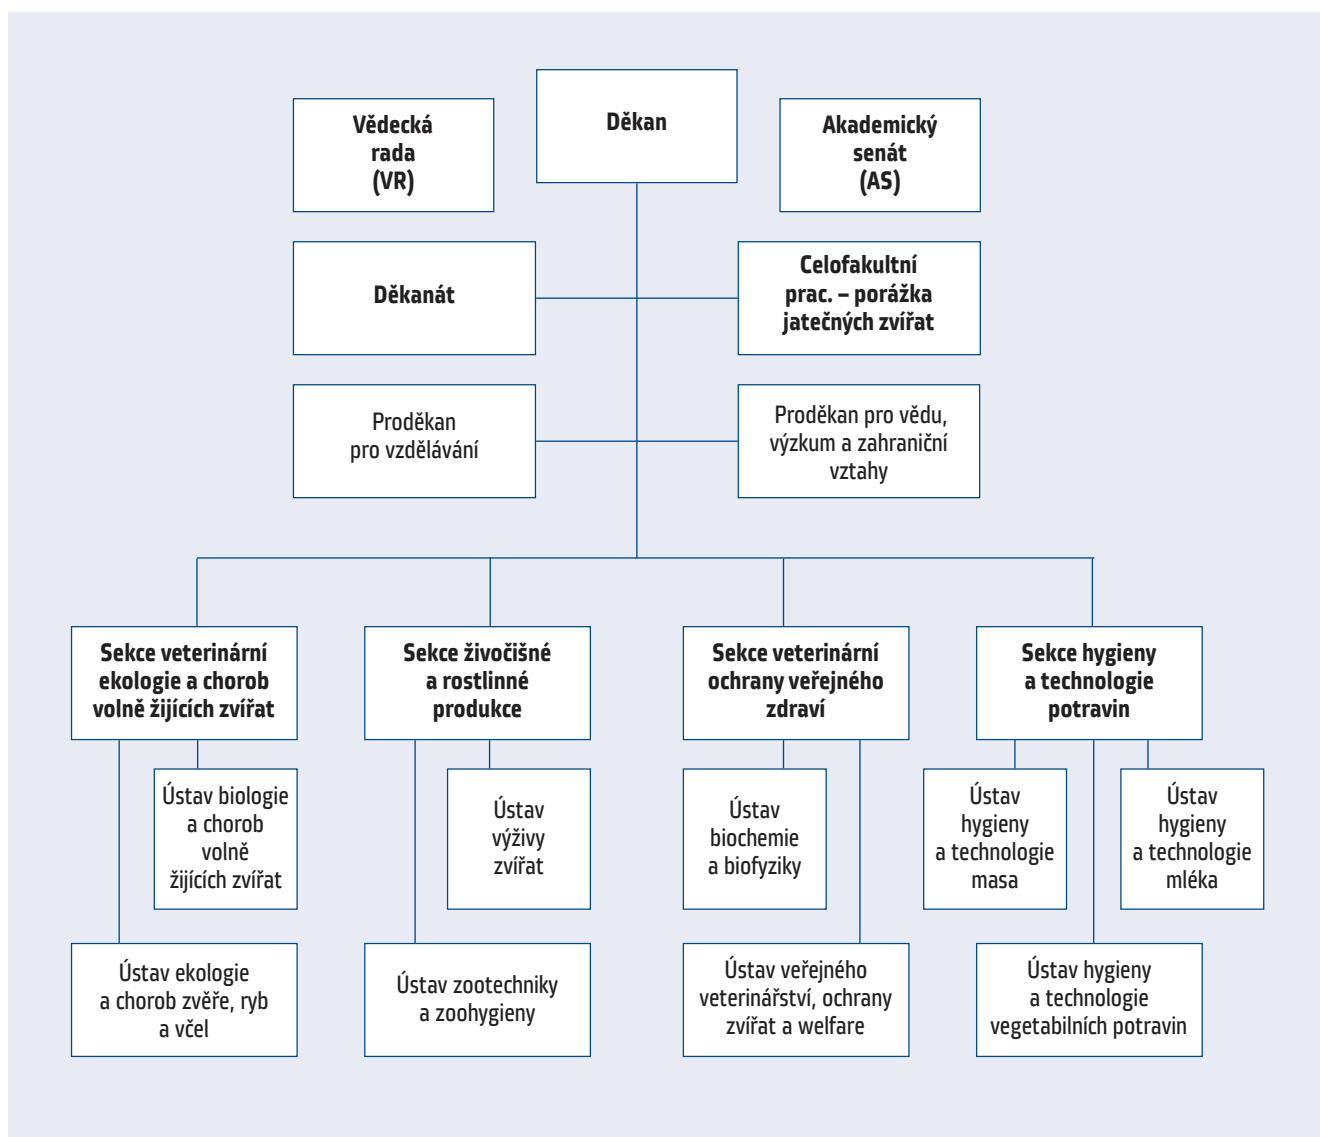 Děkan
Vědecká
rada
(VR)
Akademický
senát
(AS)
Děkanát
Celofakultní
prac. – porážka
jatečných zvířat
Proděkan
pro vzdělávání
Proděkan pro vědu,
výzkum a zahraniční
vztahy
Sekce veterinární
ekologie a chorob
volně žijících zvířat
Sekce živočišné
a rostlinné
produkce
Sekce veterinární
ochrany veřejného
zdraví
Sekce hygieny
a technologie
potravin
Ústav biologie
a chorob
volně
žijících zvířat
Ústav
výživy
zvířat
Ústav
biochemie
a biofyziky
Ústav
hygieny
a technologie
masa
Ústav
hygieny
a technologie
mléka
Ústav ekologie
a chorob zvěře, ryb
a včel
Ústav zootechniky
a zoohygieny
Ústav veřejného
veterinářství, ochrany
zvířat a welfare
Ústav hygieny
a technologie
vegetabilních potravin